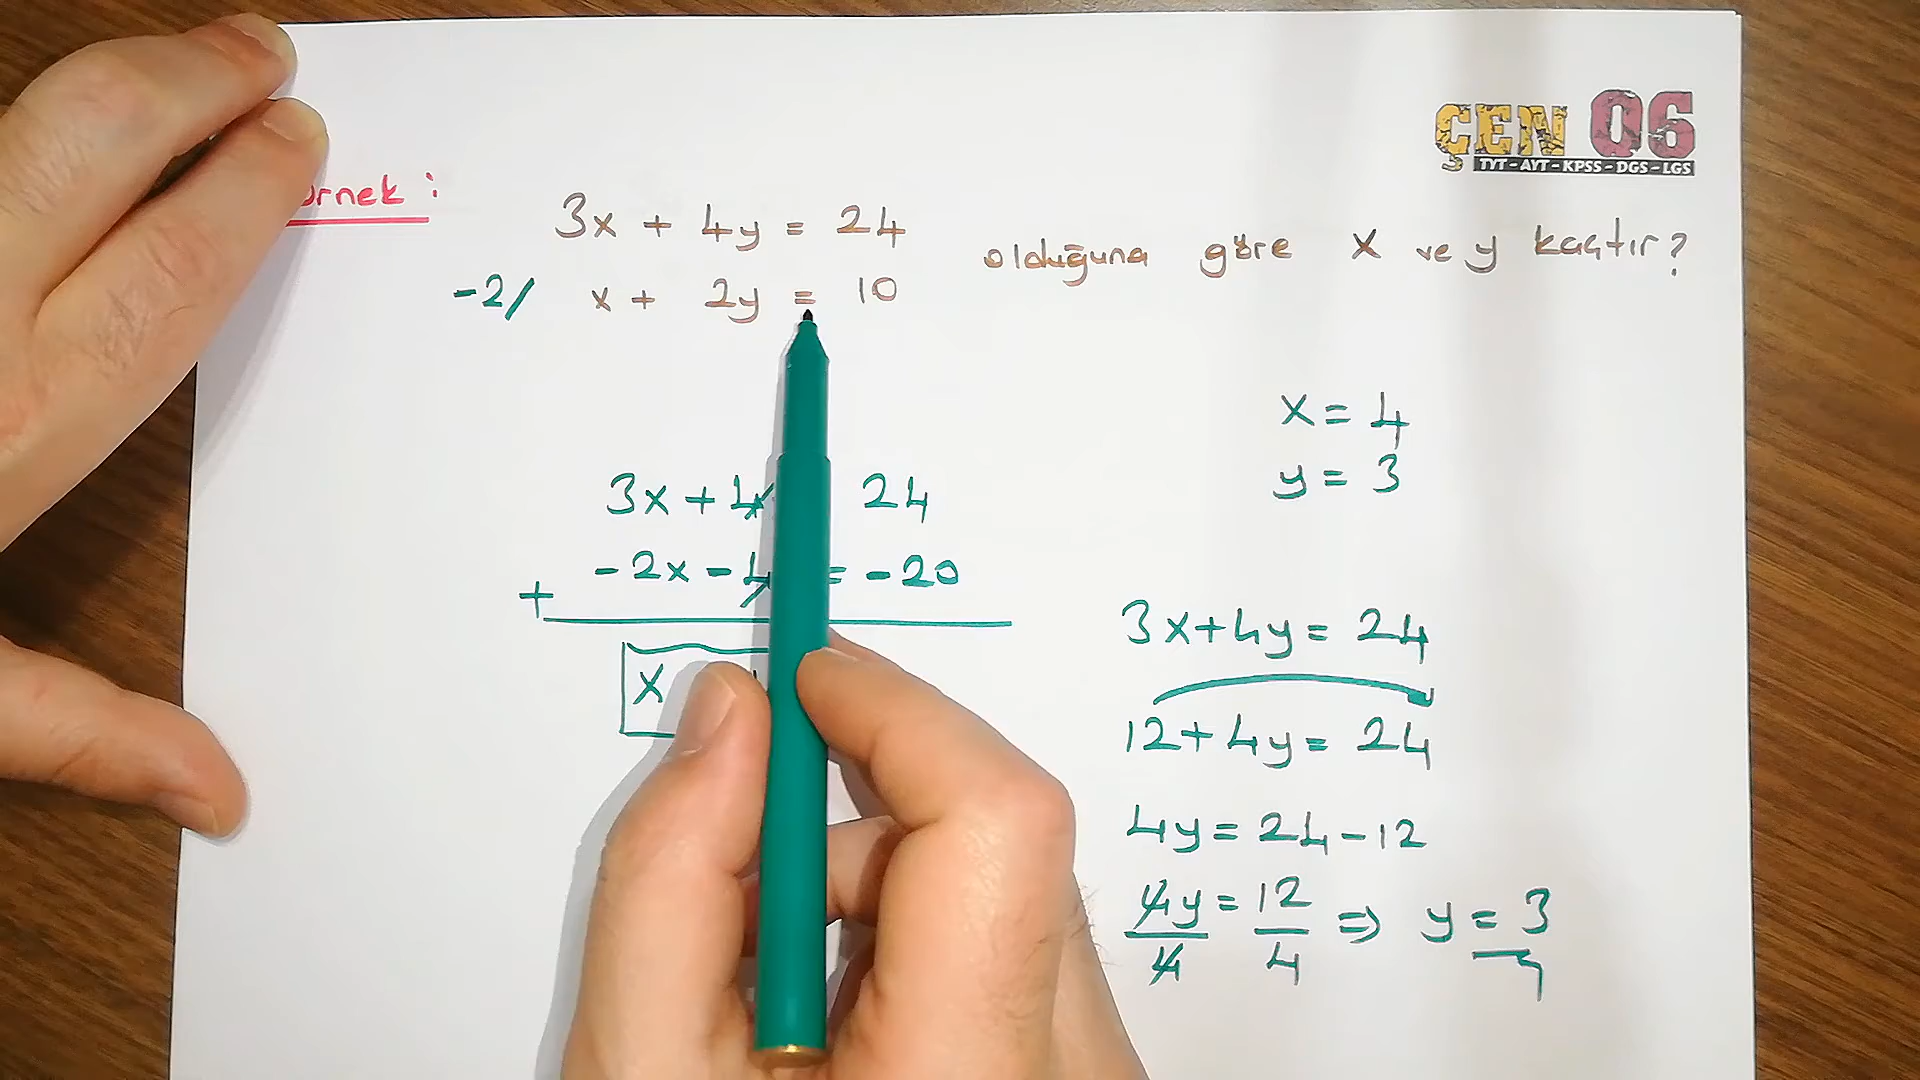 ÇEN 06
TYT - AYT - KPSS - DGS - LGS
örnek :
3x + 4y = 24
-2/ x + 2y = 10
olduğuna göre x ve y kaçtır?
x = 4
y = 3
3x + 4 24
-2x - 4 = -20
+
x
3x+4y = 24
12+4y = 24
4y = 24 - 12
4y/4 = 12/4 ⇒ y = 3